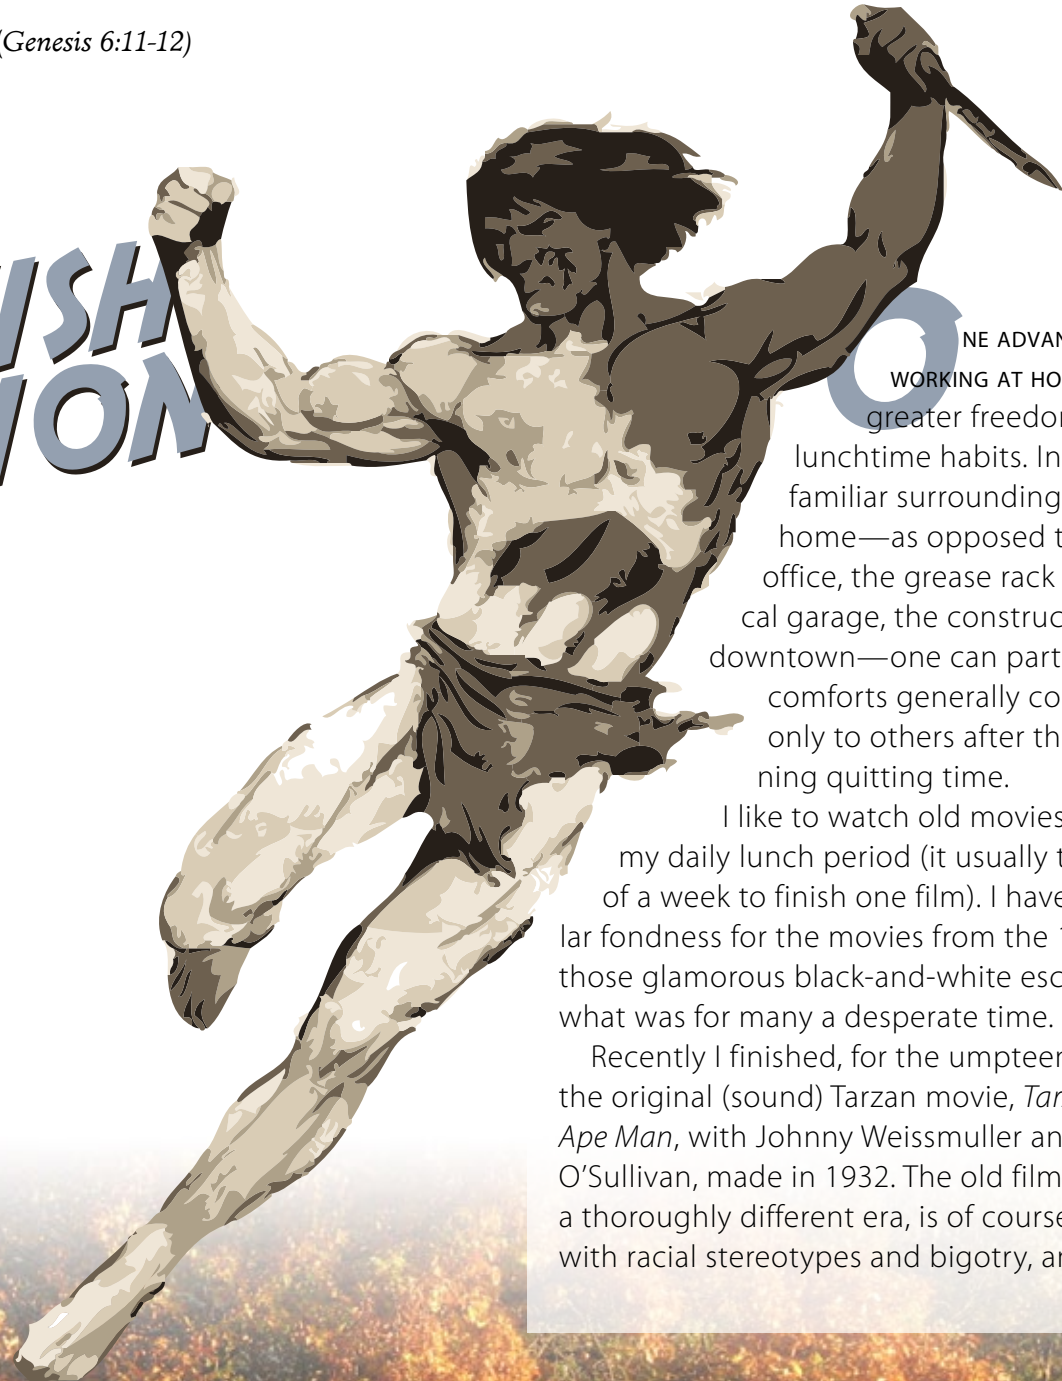 (Genesis 6:11-12)
ISH
ION
ONE ADVAN
WORKING AT HO
greater freedom
lunchtime habits. In
familiar surrounding
home—as opposed t
office, the grease rack
cal garage, the construc
downtown—one can part
comforts generally co
only to others after th
ning quitting time.
I like to watch old movies
my daily lunch period (it usually t
of a week to finish one film). I have
lar fondness for the movies from the
those glamorous black-and-white esc
what was for many a desperate time.
Recently I finished, for the umpteen
the original (sound) Tarzan movie, Tar
Ape Man, with Johnny Weissmuller an
O’Sullivan, made in 1932. The old film
a thoroughly different era, is of course
with racial stereotypes and bigotry, an